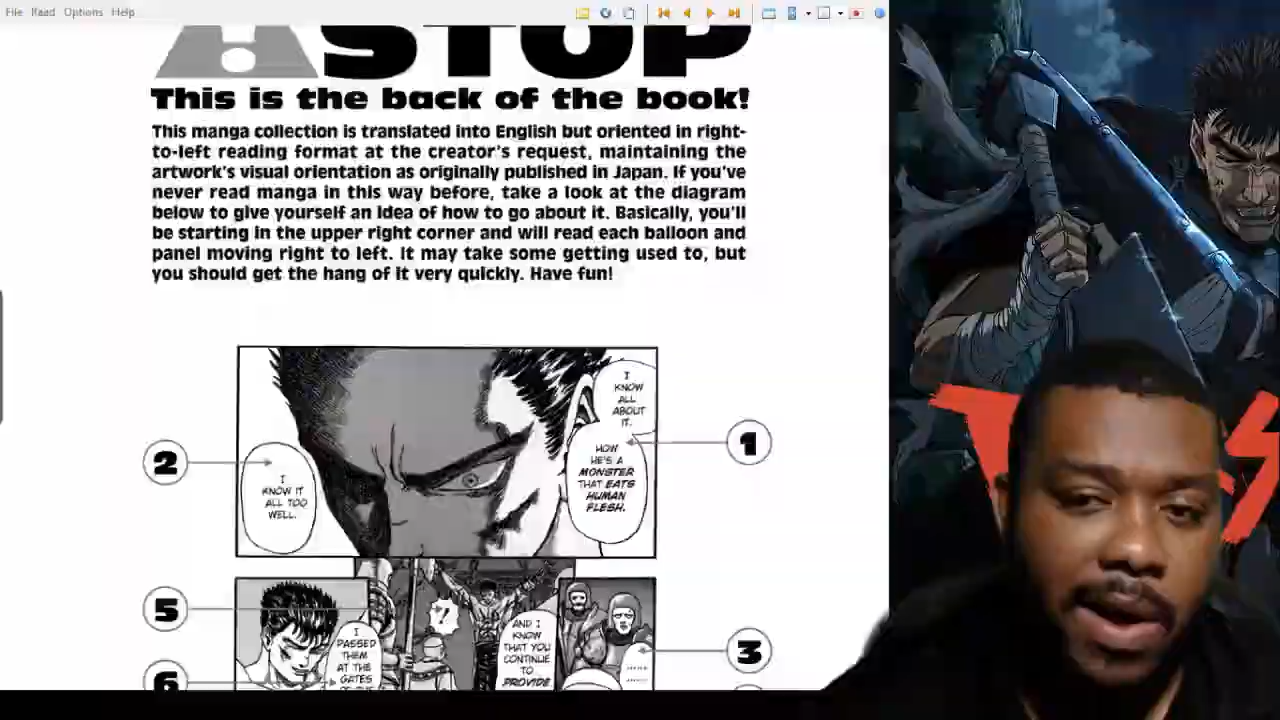 File Read Options Help
STOP
This is the back of the book!
This manga collection is translated into English but oriented in right-
to-left reading format at the creator's request, maintaining the
artwork's visual orientation as originally published in Japan. If you've
never read manga in this way before, take a look at the diagram
below to give yourself an idea of how to go about it. Basically, you'll
be starting in the upper right corner and will read each balloon and
panel moving right to left. It may take some getting used to, but
you should get the hang of it very quickly. Have fun!
1
I
KNOW
ALL
ABOUT
IT.
HOW
HE'S A
MONSTER
THAT EATS
HUMAN
FLESH.
2
I
KNOW IT
ALL TOO
WELL.
3
......
......
AND I
KNOW
THAT YOU
CONTINUE
TO
PROVIDE
!
5
I
PASSED
THEM
AT THE
GATES
6